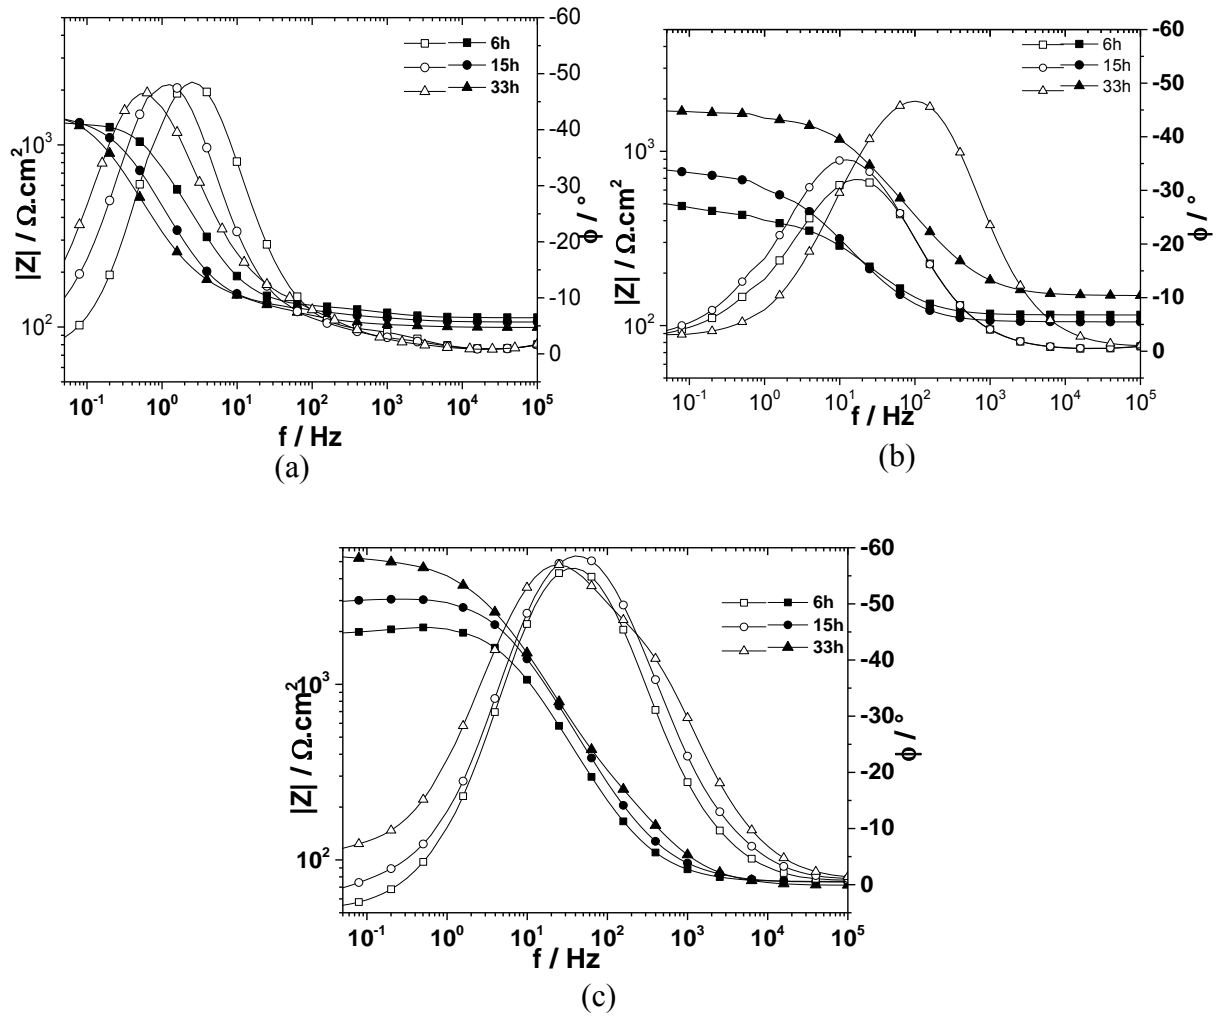 -60
-50
-40
-30
-20
-10
0
10³
10²
|Z| / Ω.cm²
ϕ / °
6h
15h
33h
10⁻¹ 10⁰ 10¹ 10² 10³ 10⁴ 10⁵
f / Hz
(a)
-60
-50
-40
-30
-20
-10
0
10³
10²
|Z| / Ω.cm²
ϕ / °
6h
15h
33h
10⁻¹ 10⁰ 10¹ 10² 10³ 10⁴ 10⁵
f / Hz
(b)
-60
-50
-40
-30
-20
-10
0
10³
10²
|Z| / Ω.cm²
ϕ / °
6h
15h
33h
10⁻¹ 10⁰ 10¹ 10² 10³ 10⁴ 10⁵
f / Hz
(c)